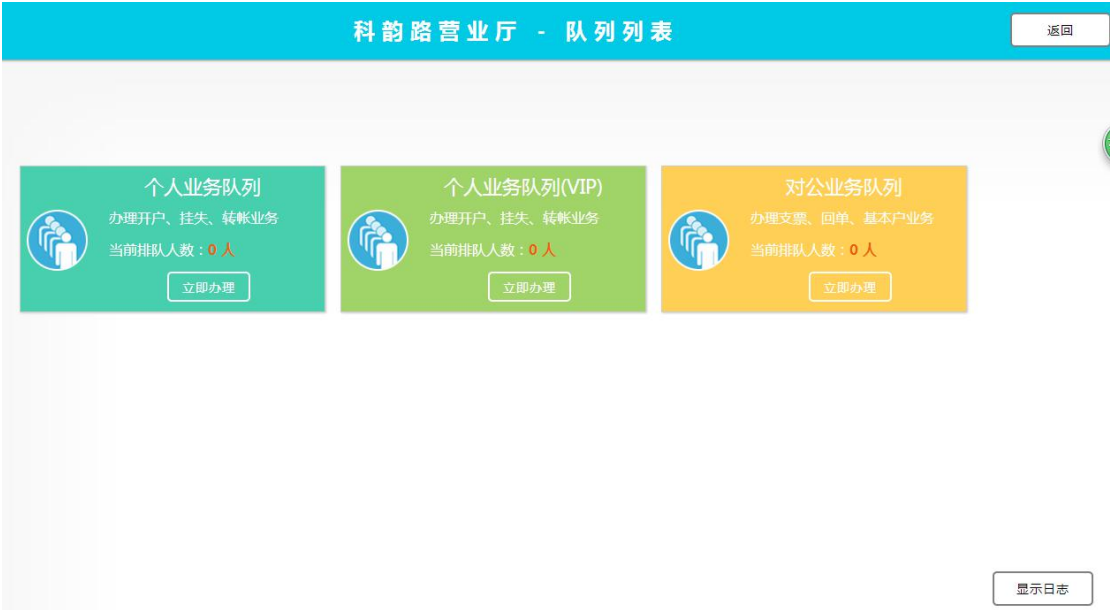 科韵路营业厅 - 队列列表
返回
个人业务队列
办理开户、挂失、转帐业务
当前排队人数：0 人
立即办理
个人业务队列(VIP)
办理开户、挂失、转帐业务
当前排队人数：0 人
立即办理
对公业务队列
办理支票、回单、基本户业务
当前排队人数：0 人
立即办理
显示日志